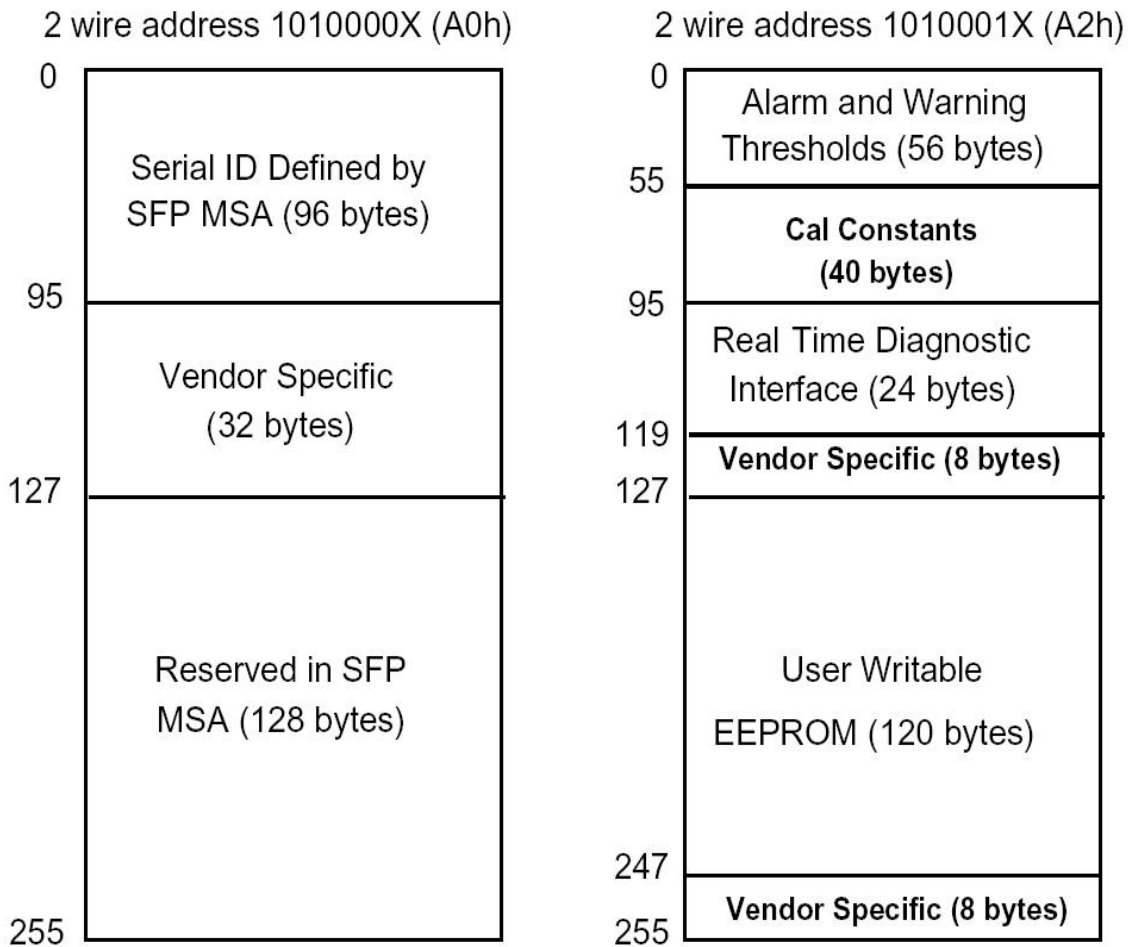 2 wire address 1010000X (A0h)
0
Serial ID Defined by
SFP MSA (96 bytes)
95
Vendor Specific
(32 bytes)
127
Reserved in SFP
MSA (128 bytes)
255
2 wire address 1010001X (A2h)
0
Alarm and Warning
Thresholds (56 bytes)
55
Cal Constants
(40 bytes)
95
Real Time Diagnostic
Interface (24 bytes)
119
Vendor Specific (8 bytes)
127
User Writable
EEPROM (120 bytes)
247
Vendor Specific (8 bytes)
255